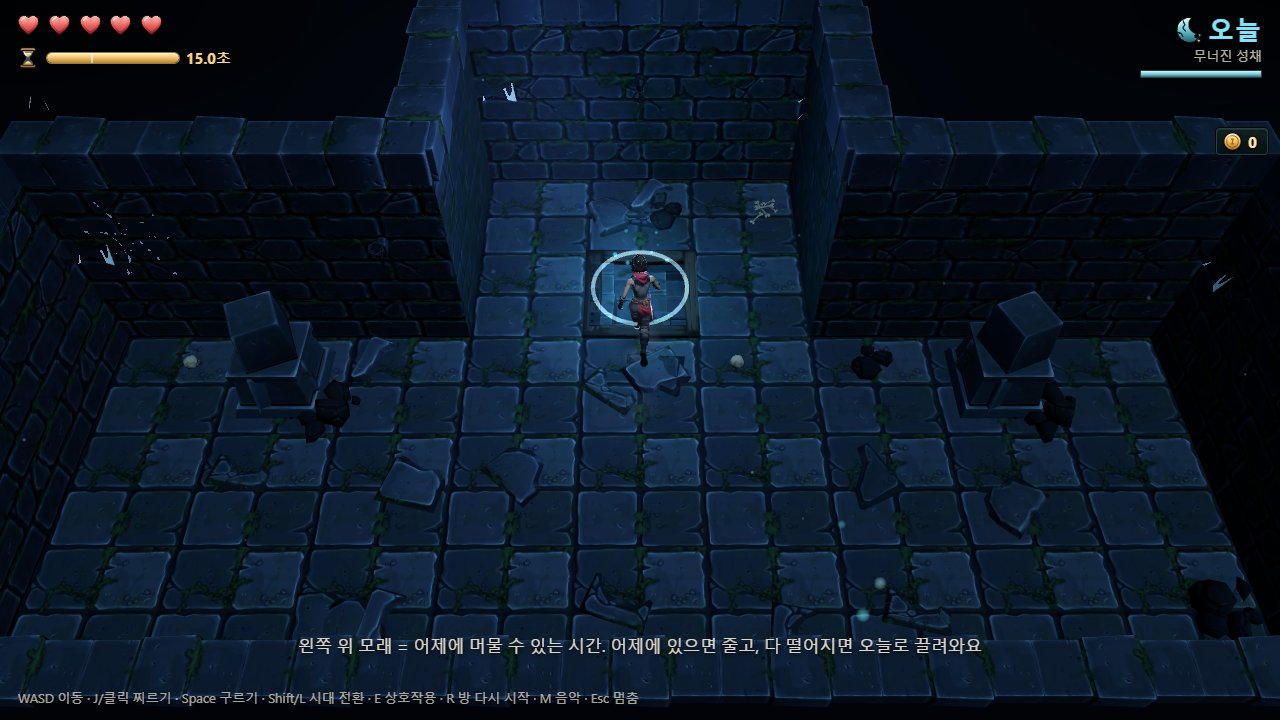 15.0초
오늘
무너진 성채
0
왼쪽 위 모래 = 어제에 머물 수 있는 시간. 어제에 있으면 줄고, 다 떨어지면 오늘로 끌려와요
WASD 이동 · J/클릭 찌르기 · Space 구르기 · Shift/L 시대 전환 · E 상호작용 · R 방 다시 시작 · M 음악 · Esc 멈춤